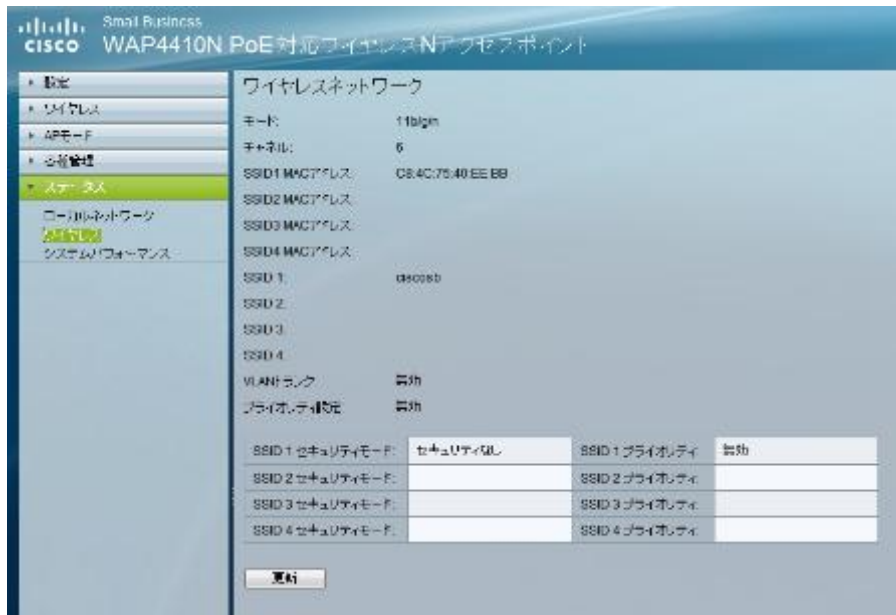 Small Business
CISCO WAP4410N PoE対応ワイヤレスNアクセスポイント
設定
ワイヤレス
APモード
各種管理
ステータス
ローカルネットワーク
ワイヤレス
システムパフォーマンス
ワイヤレスネットワーク
モード: 11b/g/n
チャネル: 6
SSID1 MACアドレス: C8:4C:75:40:EE:BB
SSID2 MACアドレス:
SSID3 MACアドレス:
SSID4 MACアドレス:
SSID 1: ciscosb
SSID 2:
SSID 3:
SSID 4:
VLANトランク: 無効
プライオリティ設定: 無効
SSID 1 セキュリティモード: セキュリティなし SSID 1 プライオリティ: 無効
SSID 2 セキュリティモード: SSID 2 プライオリティ:
SSID 3 セキュリティモード: SSID 3 プライオリティ:
SSID 4 セキュリティモード: SSID 4 プライオリティ:
更新